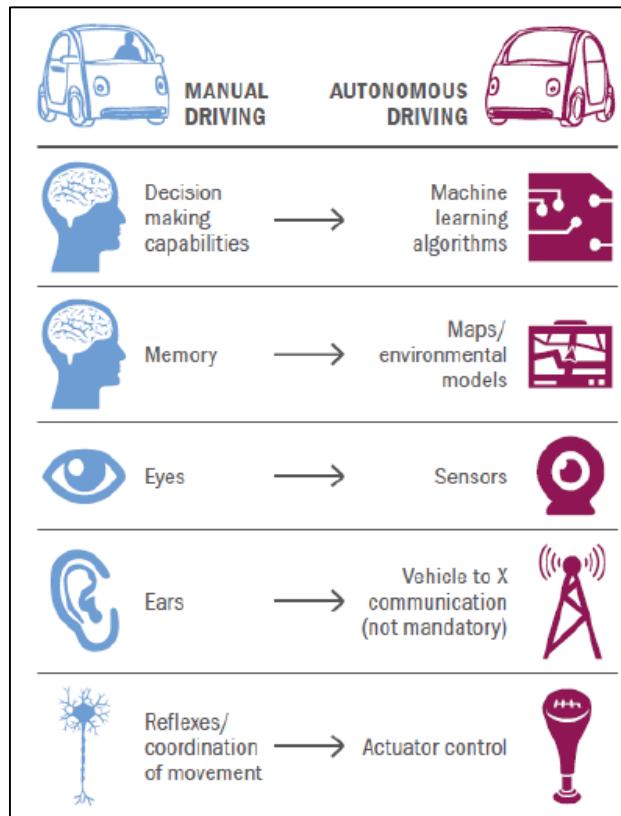 MANUAL
DRIVING
AUTONOMOUS
DRIVING
Decision
making
capabilities
Machine
learning
algorithms
Memory
Maps/
environmental
models
Eyes
Sensors
Ears
Vehicle to X
communication
(not mandatory)
Reflexes/
coordination
of movement
Actuator control